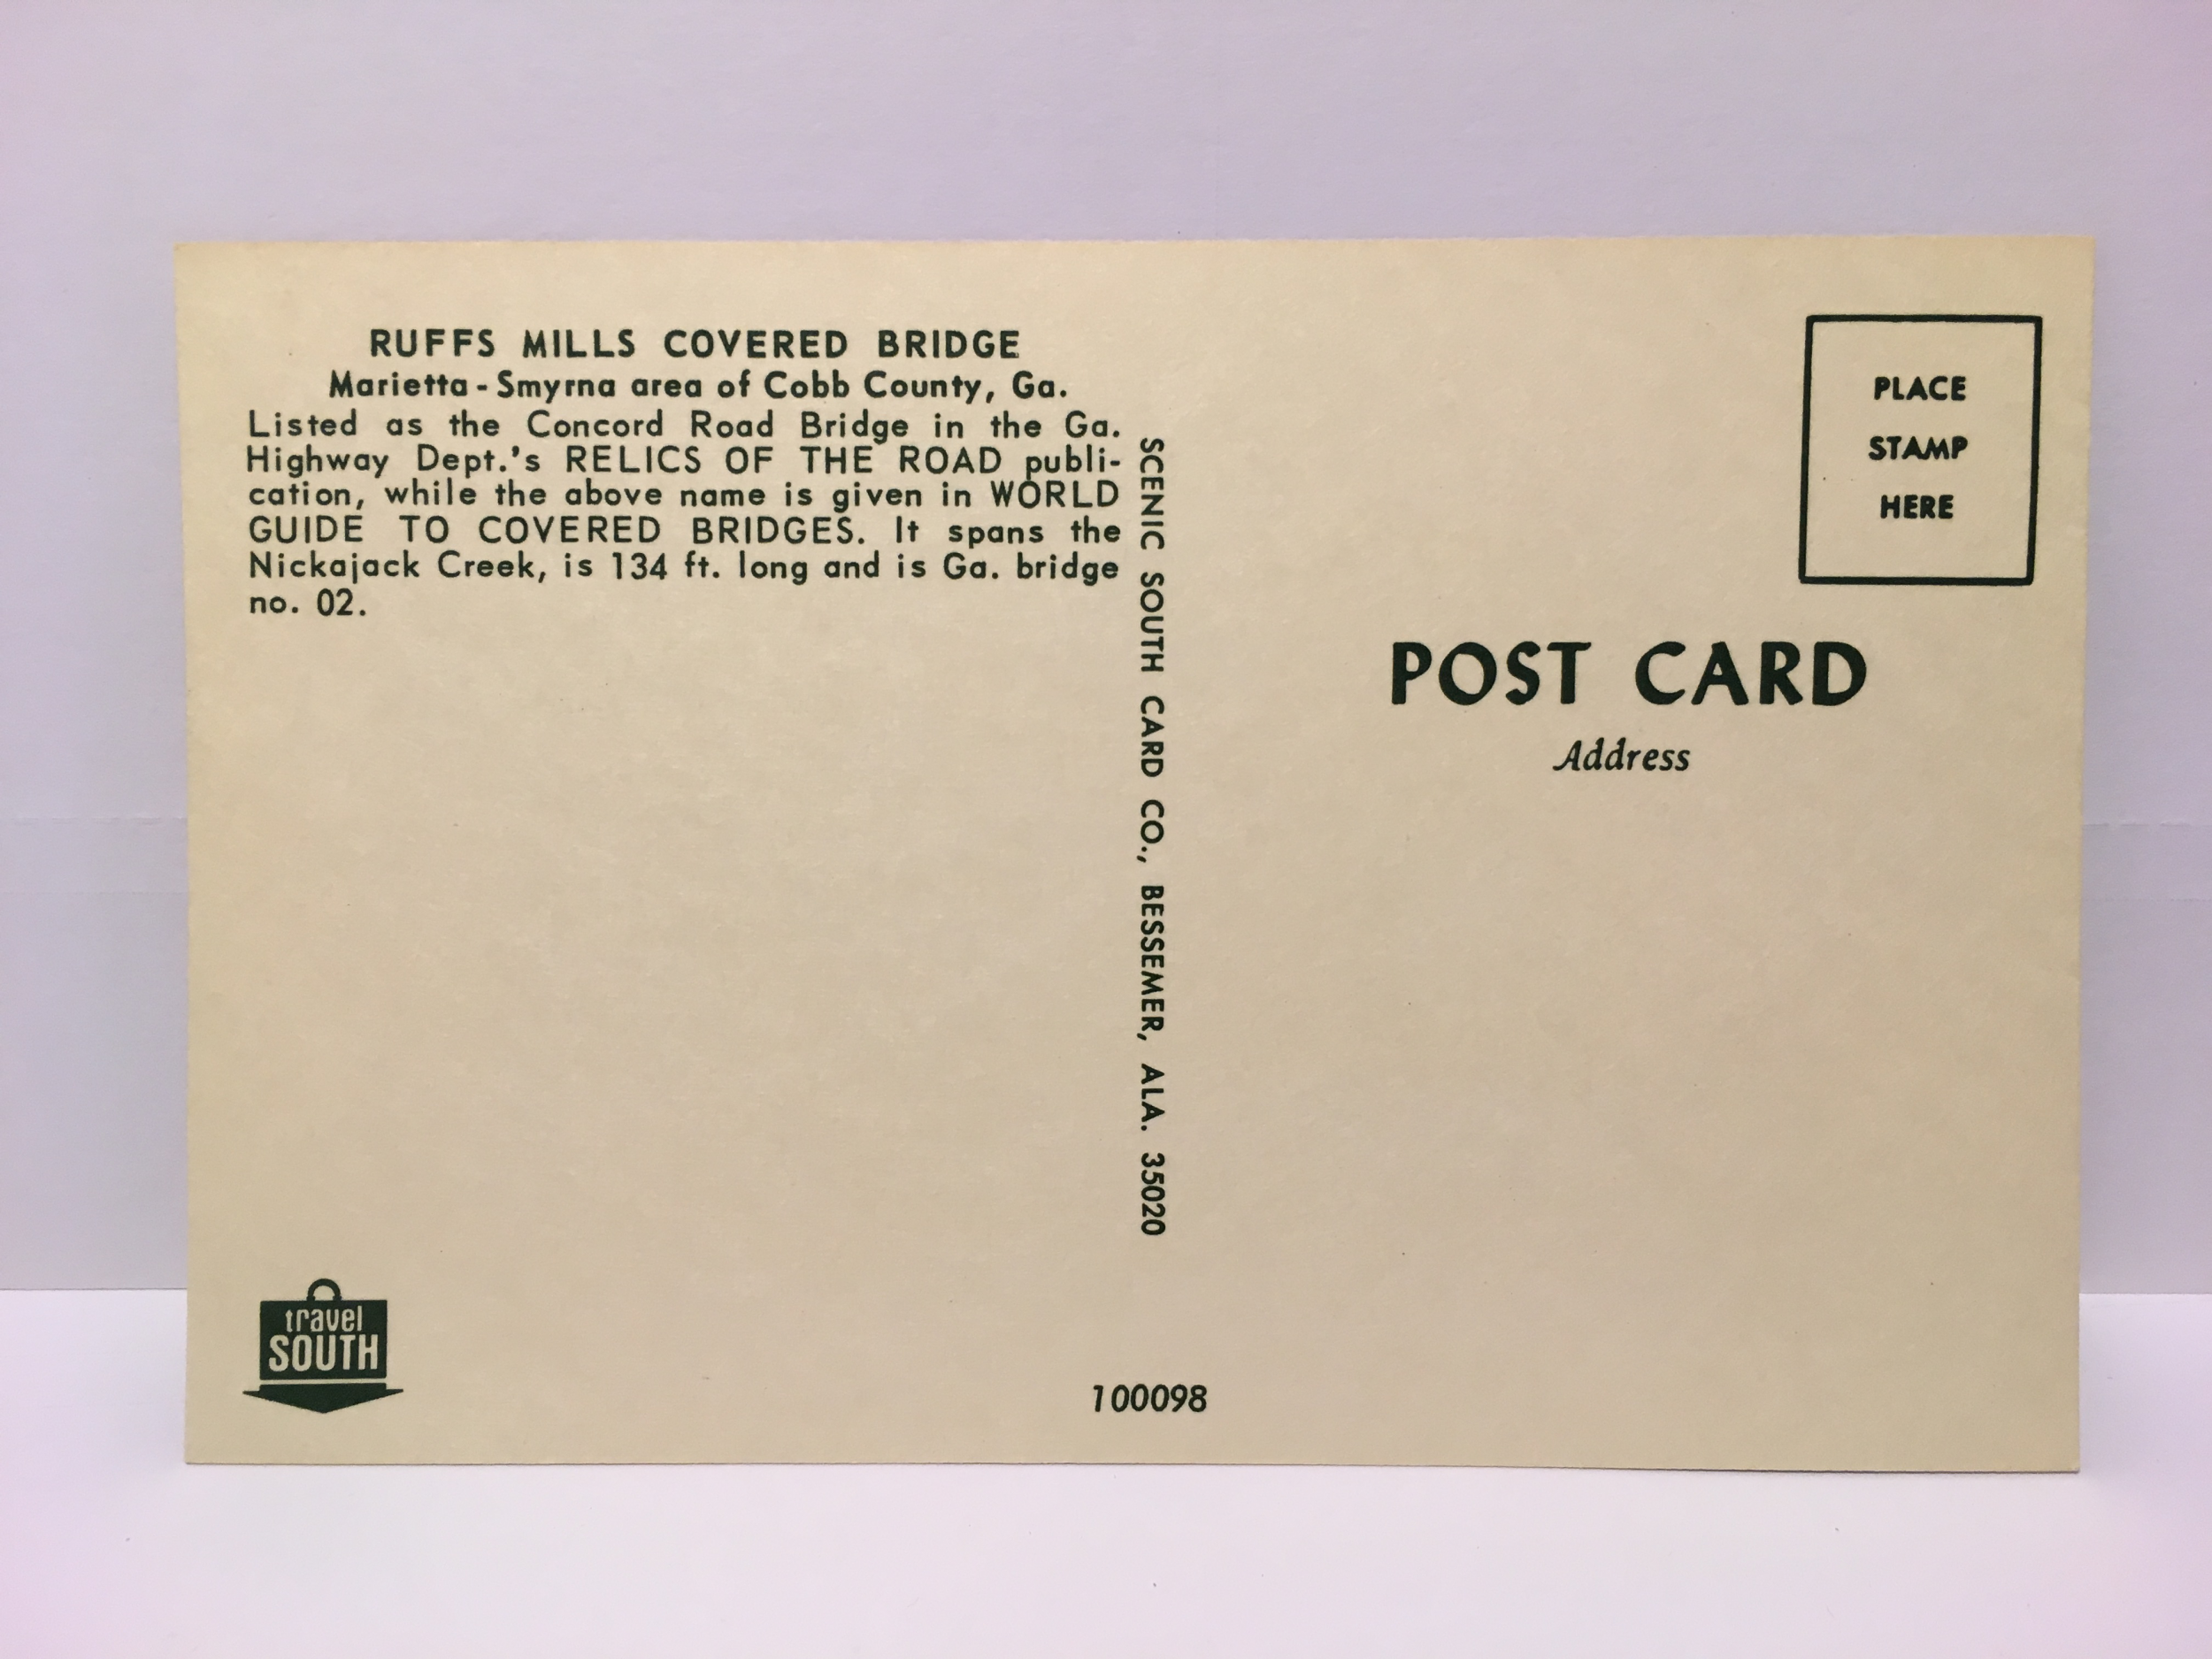 RUFFS MILLS COVERED BRIDGE
Marietta - Smyrna area of Cobb County, Ga.
Listed as the Concord Road Bridge in the Ga.
Highway Dept.'s RELICS OF THE ROAD publi-
cation, while the above name is given in WORLD
GUIDE TO COVERED BRIDGES. It spans the
Nickajack Creek, is 134 ft. long and is Ga. bridge
no. 02.
travel
SOUTH
SCENIC SOUTH CARD CO., BESSEMER, ALA. 35020
100098
PLACE
STAMP
HERE
POST CARD
Address